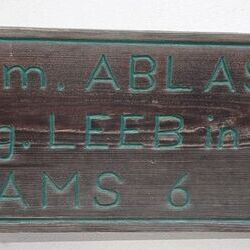 m. ABLAS
g. LEEB in
AMS 6